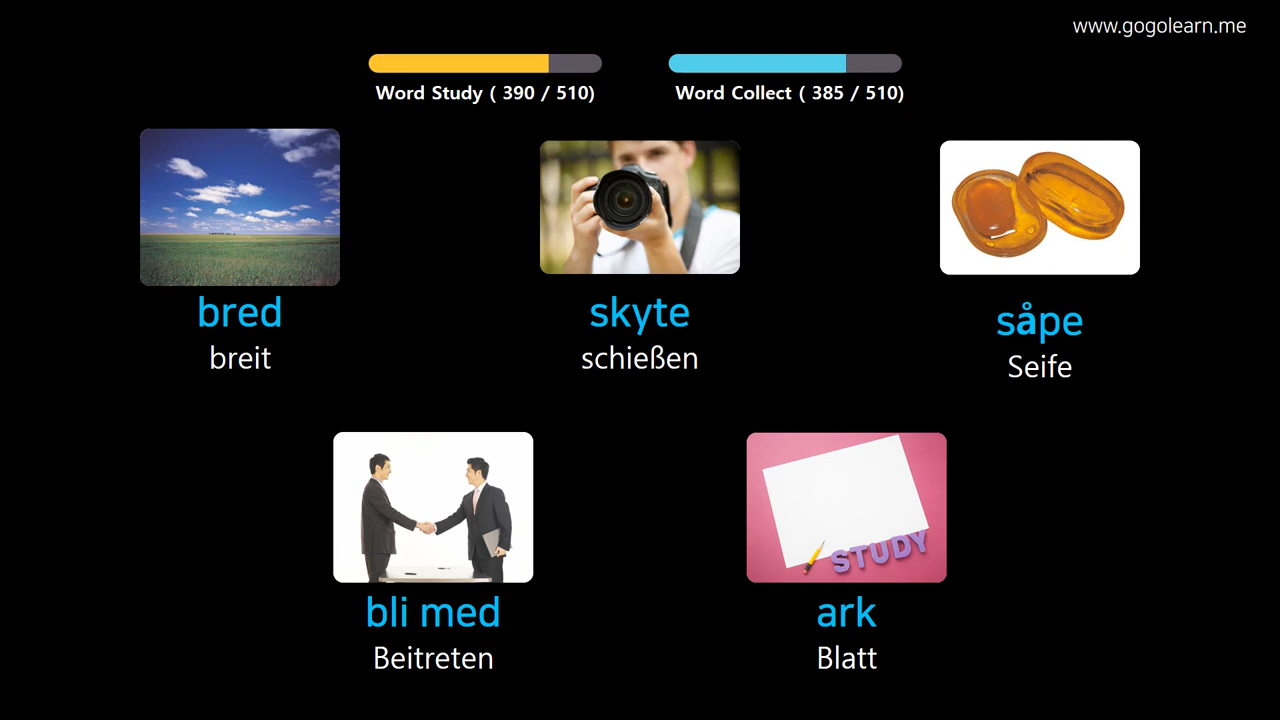 www.gogolearn.me
Word Study ( 390 / 510)
Word Collect ( 385 / 510)
bred
breit
skyte
schießen
såpe
Seife
bli med
Beitreten
STUDY
ark
Blatt